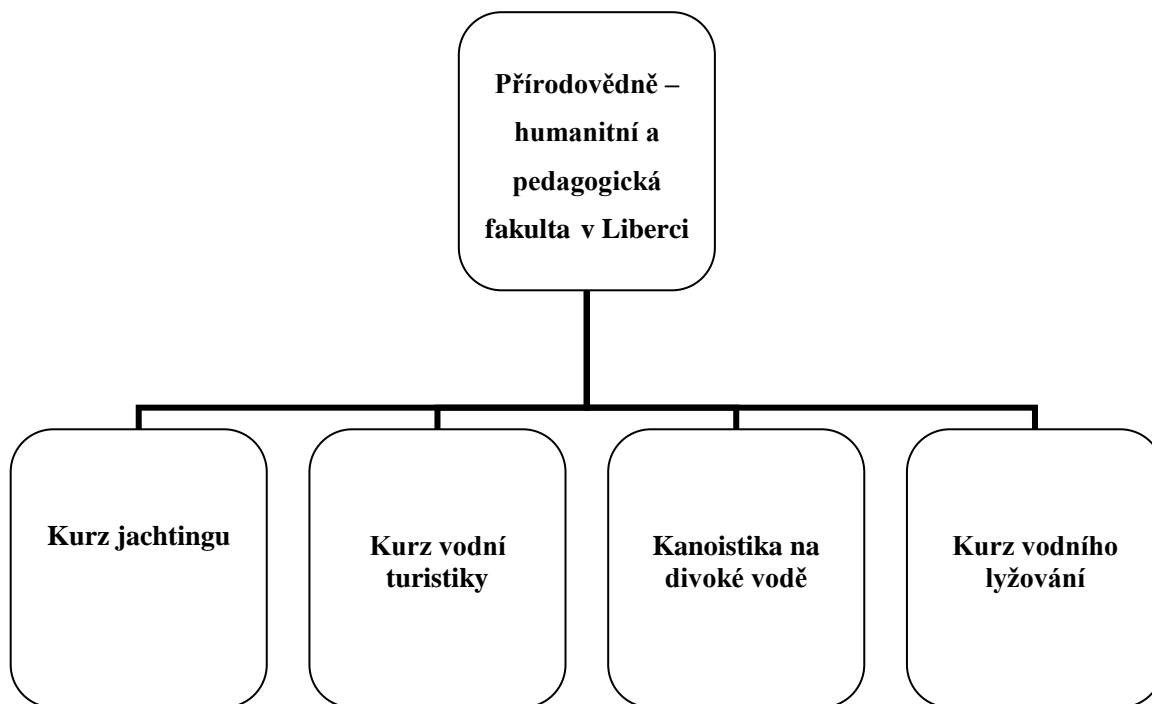 Přírodovědně –
humanitní a
pedagogická
fakulta v Liberci
Kurz jachtingu
Kurz vodní
turistiky
Kanoistika na
divoké vodě
Kurz vodního
lyžování